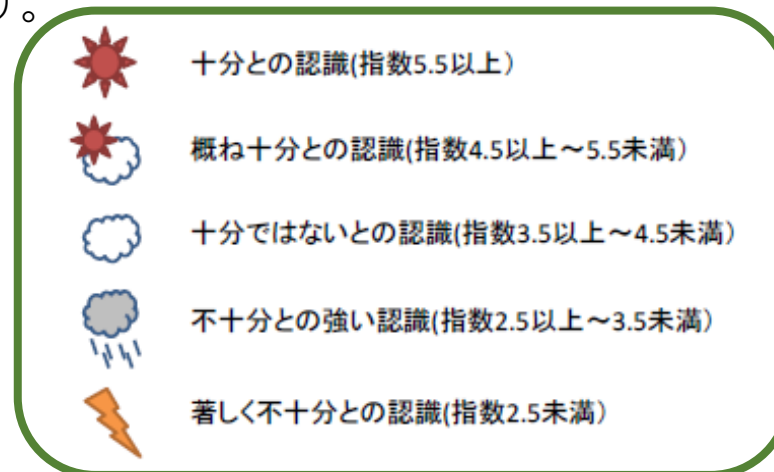 り。
十分との認識(指数5.5以上)
概ね十分との認識(指数4.5以上～5.5未満)
十分ではないとの認識(指数3.5以上～4.5未満)
不十分との強い認識(指数2.5以上～3.5未満)
著しく不十分との認識(指数2.5未満)